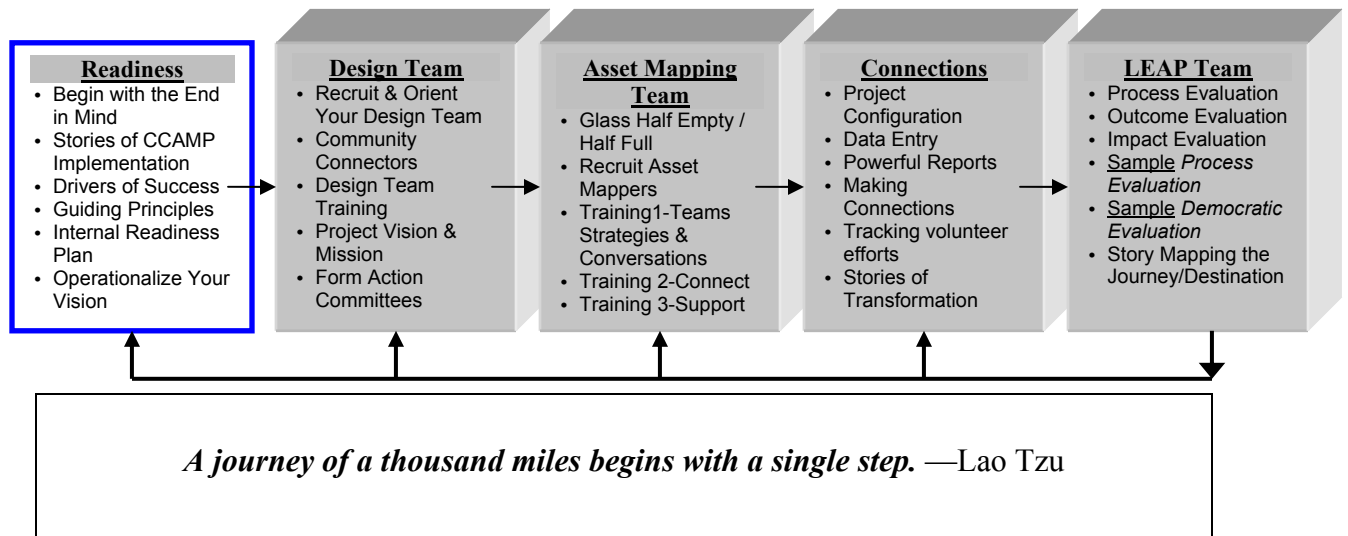 Readiness
• Begin with the End
in Mind
• Stories of CCAMP
Implementation
• Drivers of Success
• Guiding Principles
• Internal Readiness
Plan
• Operationalize Your
Vision
Design Team
• Recruit & Orient
Your Design Team
• Community
Connectors
• Design Team
Training
• Project Vision &
Mission
• Form Action
Committees
Asset Mapping
Team
• Glass Half Empty /
Half Full
• Recruit Asset
Mappers
• Training1-Teams
Strategies &
Conversations
• Training 2-Connect
• Training 3-Support
Connections
• Project
Configuration
• Data Entry
• Powerful Reports
• Making
Connections
• Tracking volunteer
efforts
• Stories of
Transformation
LEAP Team
• Process Evaluation
• Outcome Evaluation
• Impact Evaluation
• Sample Process
Evaluation
• Sample Democratic
Evaluation
• Story Mapping the
Journey/Destination
A journey of a thousand miles begins with a single step. —Lao Tzu